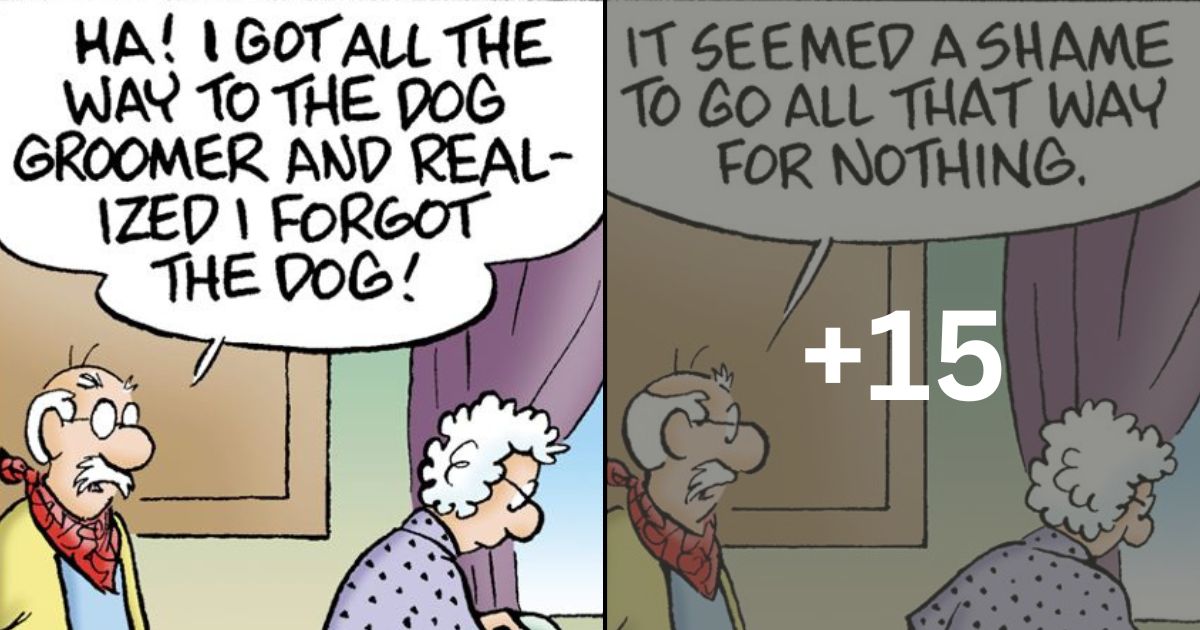 HA! I GOT ALL THE
WAY TO THE DOG
GROOMER AND REAL-
IZED I FORGOT
THE DOG!
IT SEEMED A SHAME
TO GO ALL THAT WAY
FOR NOTHING.
+15